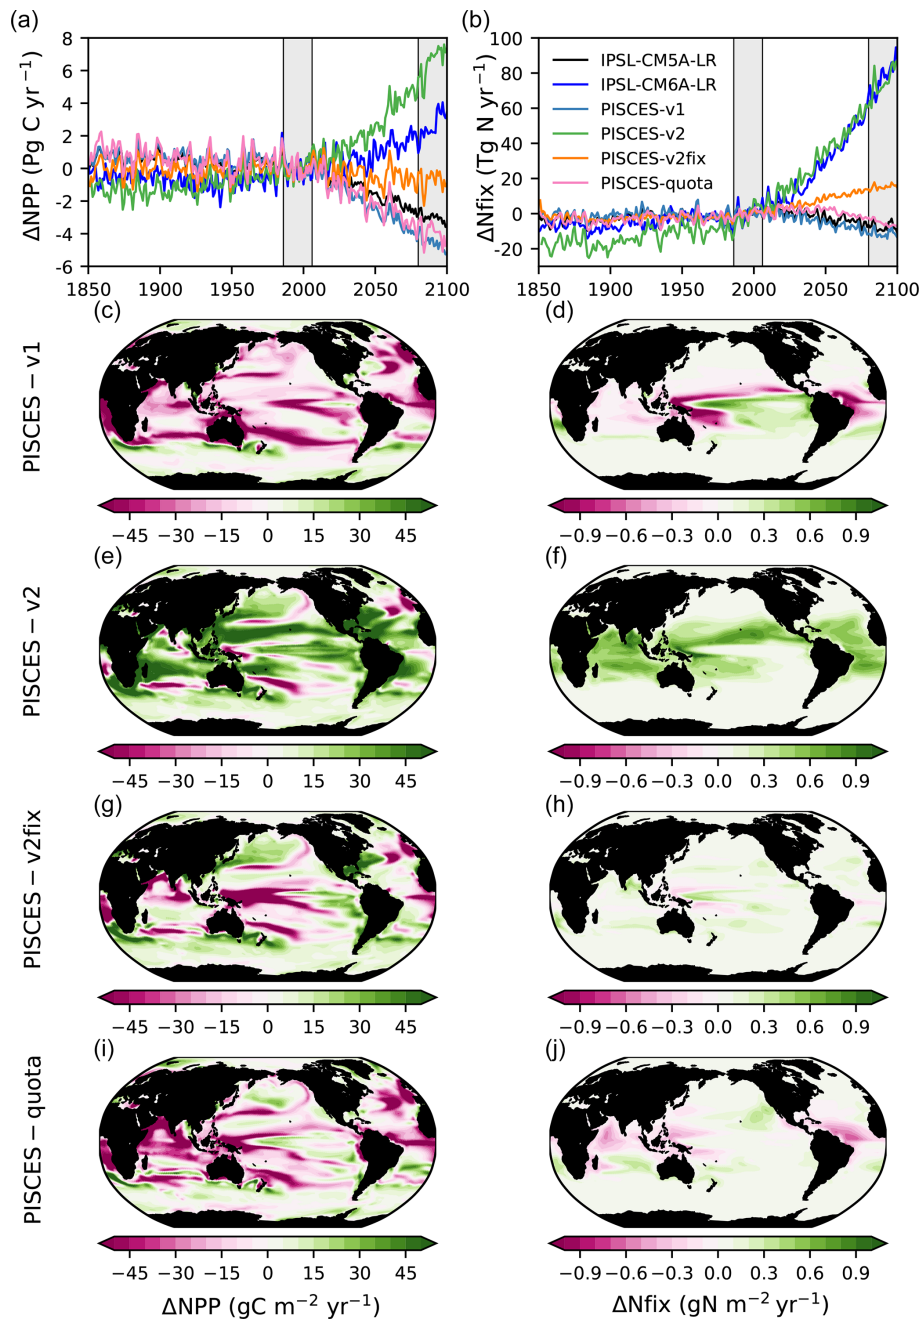 (a)
(b)
ΔNPP (Pg C yr⁻¹)
8
6
4
2
0
−2
−4
−6
1850
1900
1950
2000
2050
2100
ΔNfix (Tg N yr⁻¹)
100
80
60
40
20
0
−20
1850
1900
1950
2000
2050
2100
IPSL-CM5A-LR
IPSL-CM6A-LR
PISCES-v1
PISCES-v2
PISCES-v2fix
PISCES-quota
(c)
(d)
PISCES − v1
−45 −30 −15 0 15 30 45
−0.9 −0.6 −0.3 0.0 0.3 0.6 0.9
(e)
(f)
PISCES − v2
−45 −30 −15 0 15 30 45
−0.9 −0.6 −0.3 0.0 0.3 0.6 0.9
(g)
(h)
PISCES − v2fix
−45 −30 −15 0 15 30 45
−0.9 −0.6 −0.3 0.0 0.3 0.6 0.9
(i)
(j)
PISCES − quota
−45 −30 −15 0 15 30 45
−0.9 −0.6 −0.3 0.0 0.3 0.6 0.9
ΔNPP (gC m⁻² yr⁻¹)
ΔNfix (gN m⁻² yr⁻¹)